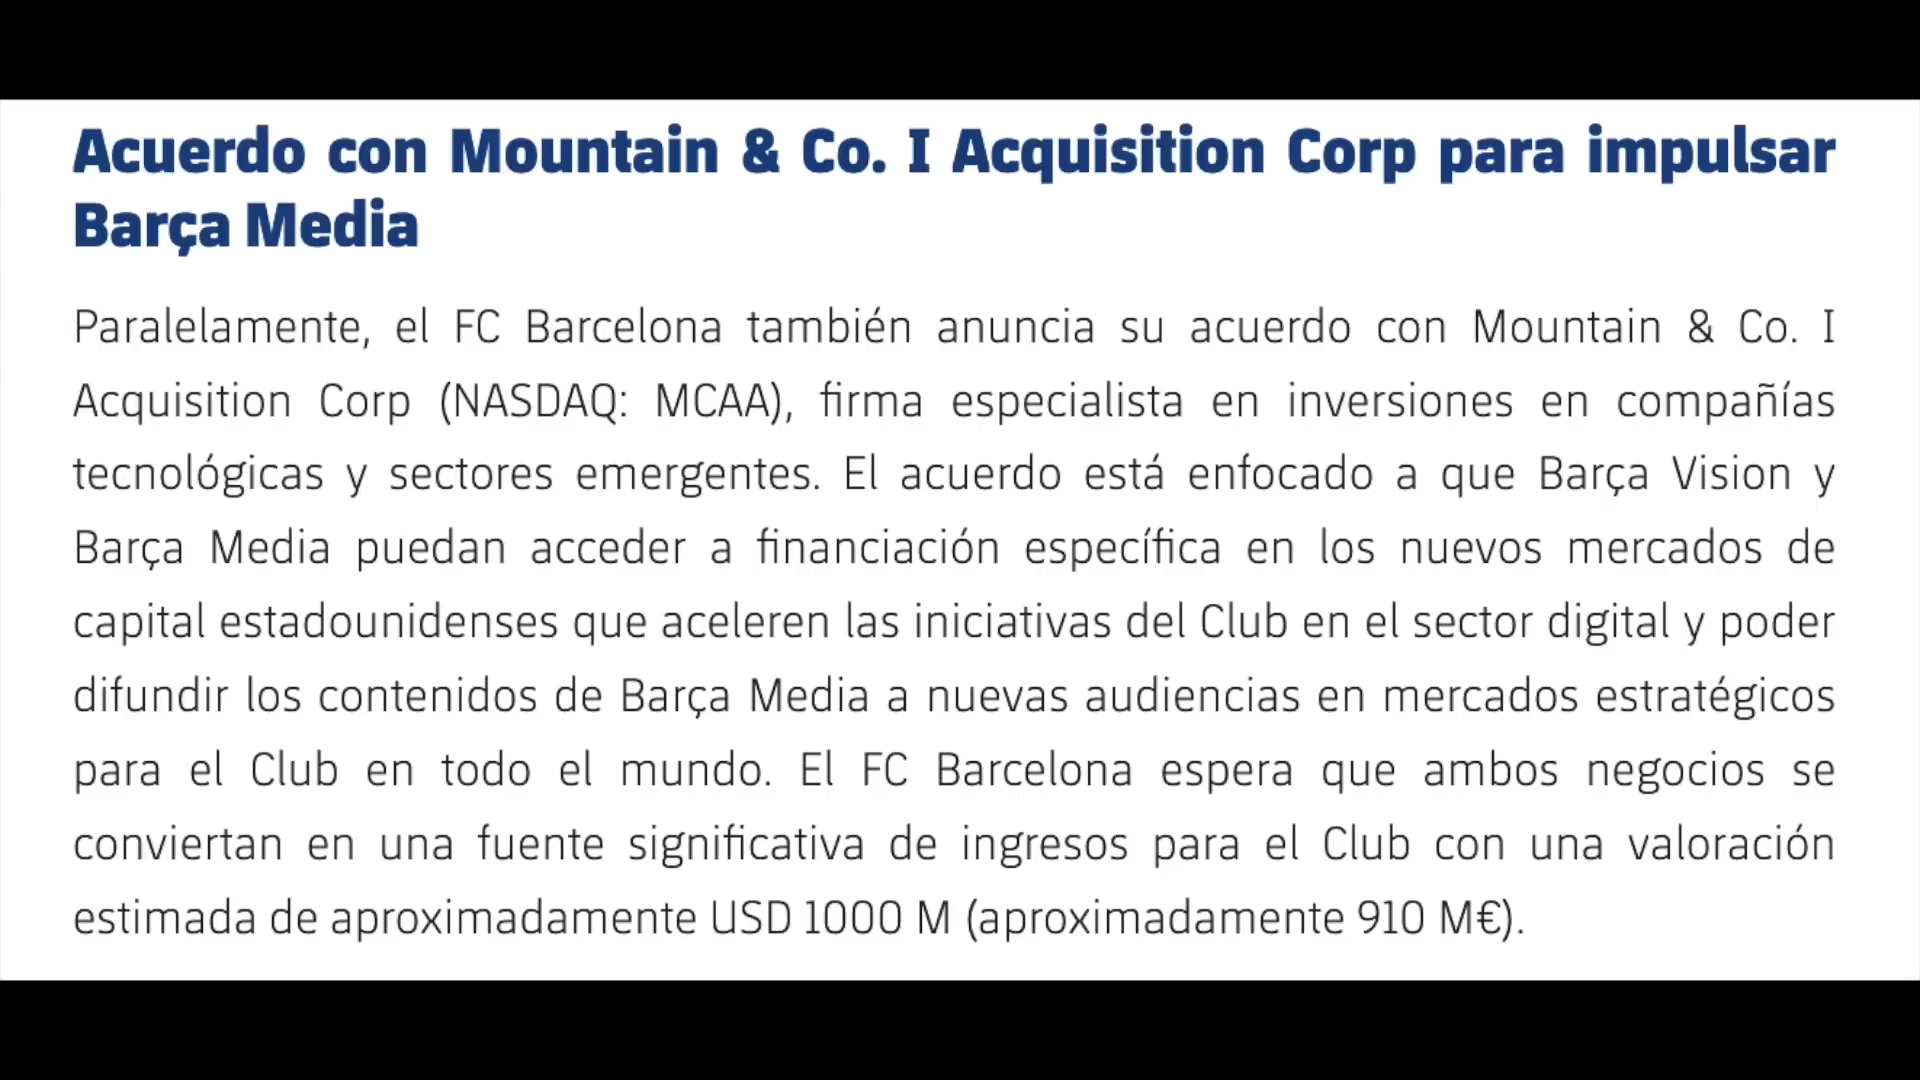 Acuerdo con Mountain & Co. I Acquisition Corp para impulsar
Barça Media
Paralelamente, el FC Barcelona también anuncia su acuerdo con Mountain & Co. I
Acquisition Corp (NASDAQ: MCAA), firma especialista en inversiones en compañías
tecnológicas y sectores emergentes. El acuerdo está enfocado a que Barça Vision y
Barça Media puedan acceder a financiación específica en los nuevos mercados de
capital estadounidenses que aceleren las iniciativas del Club en el sector digital y poder
difundir los contenidos de Barça Media a nuevas audiencias en mercados estratégicos
para el Club en todo el mundo. El FC Barcelona espera que ambos negocios se
conviertan en una fuente significativa de ingresos para el Club con una valoración
estimada de aproximadamente USD 1000 M (aproximadamente 910 M€).